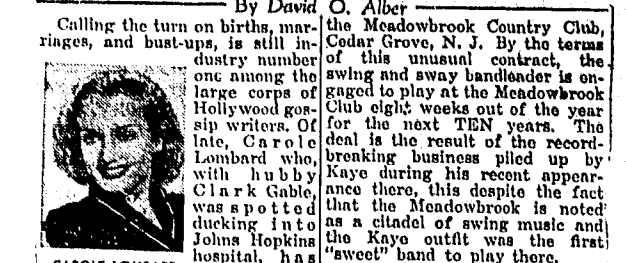 By David O. Alber
Calling the turn on births, mar-
riages, and bust-ups, is still in-
dustry number
one among the
large corps of
Hollywood gos-
sip writers. Of
late, Carole
Lombard who,
with hubby
Clark Gable,
was spotted
ducking into
Johns Hopkins
hospital, has
CAROLE LOMBARD
the Meadowbrook Country Club,
Cedar Grove, N. J. By the terms
of this unusual contract, the
swing and sway bandleader is en-
gaged to play at the Meadowbrook
Club eight weeks out of the year
for the next TEN years. The
deal is the result of the record-
breaking business piled up by
Kaye during his recent appear-
ance there, this despite the fact
that the Meadowbrook is noted
as a citadel of swing music and
the Kaye outfit was the first
"sweet" band to play there.